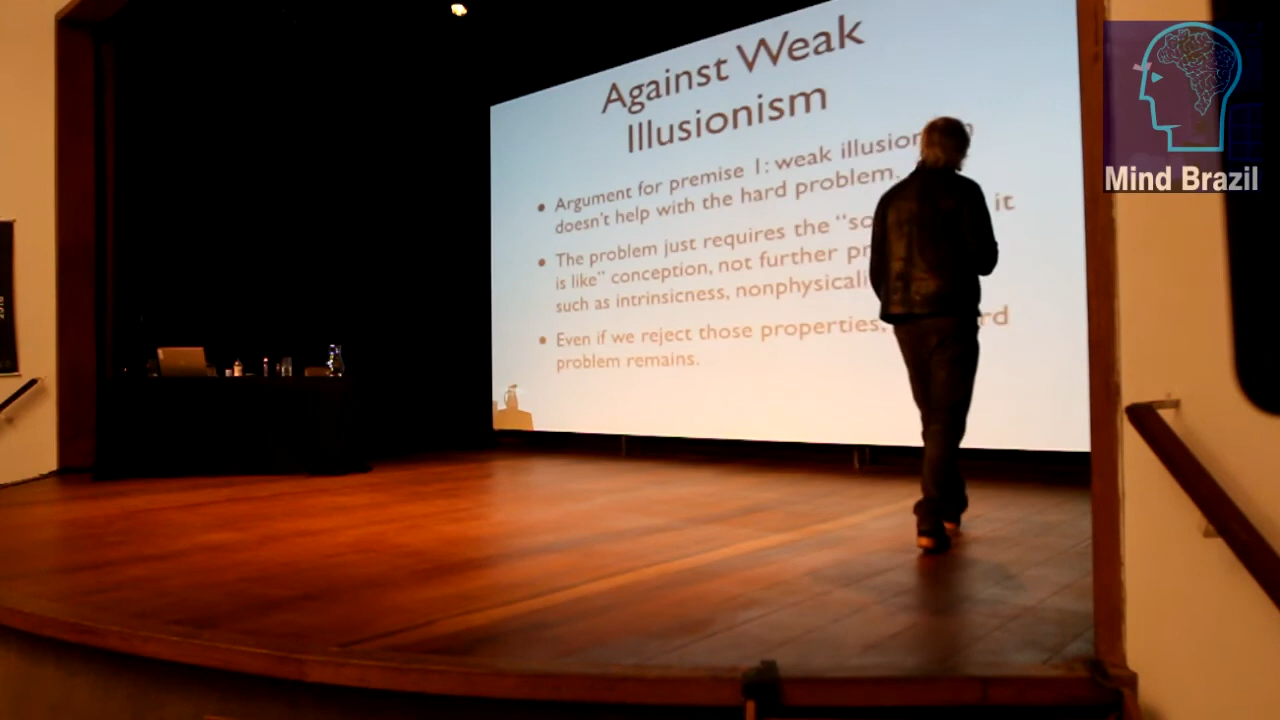 Against Weak
Illusionism
• Argument for premise 1: weak illusion
doesn't help with the hard problem.
• The problem just requires the "so it
is like" conception, not further pr
such as intrinsicness, nonphysicali
• Even if we reject those properties, rd
problem remains.
Mind Brazil